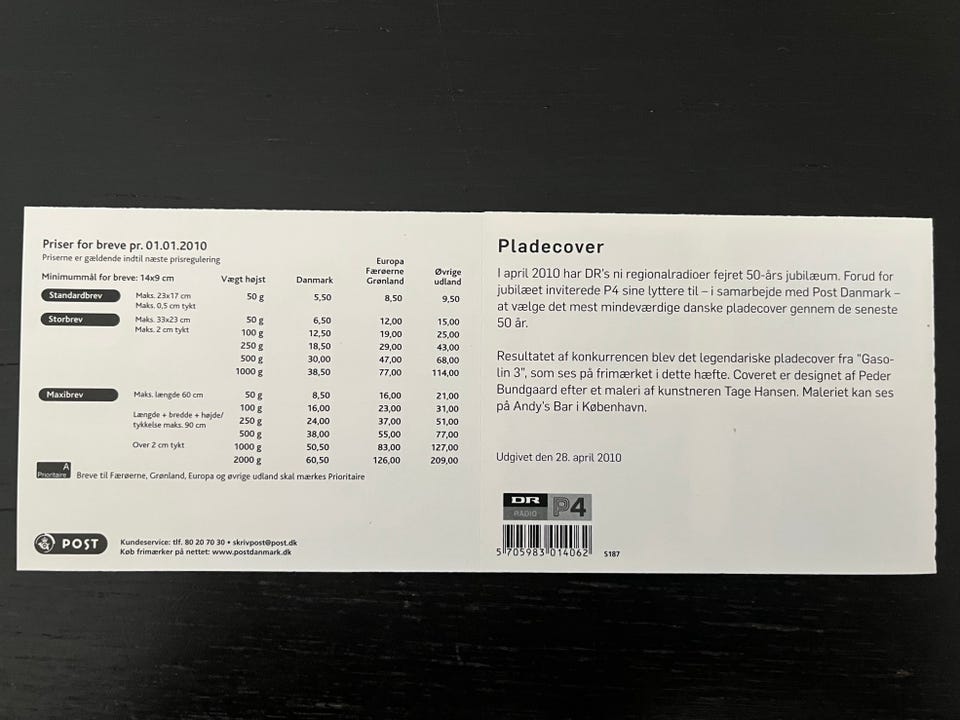 Priser for breve pr. 01.01.2010
Priserne er gældende indtil næste prisregulering
Minimummål for breve: 14x9 cm
Vægt højst Danmark Europa Færøerne Grønland Øvrige udland
Standardbrev Maks. 23x17 cm 50 g 5,50 8,50 9,50
Maks. 0,5 cm tykt
Storbrev Maks. 33x23 cm 50 g 6,50 12,00 15,00
Maks. 2 cm tykt 100 g 12,50 19,00 25,00
250 g 18,50 29,00 43,00
500 g 30,00 47,00 68,00
1000 g 38,50 77,00 114,00
Maxibrev Maks. længde 60 cm 50 g 8,50 16,00 21,00
100 g 16,00 23,00 31,00
Længde + bredde + højde/
tykkelse maks. 90 cm 250 g 24,00 37,00 51,00
500 g 38,00 55,00 77,00
Over 2 cm tykt 1000 g 50,50 83,00 127,00
2000 g 60,50 126,00 209,00
A
Prioritaire Breve til Færøerne, Grønland, Europa og øvrige udland skal mærkes Prioritaire
POST
Kundeservice: tlf. 80 20 70 30 • skrivpost@post.dk
Køb frimærker på nettet: www.postdanmark.dk
Pladecover
I april 2010 har DR's ni regionalradioer fejret 50-års jubilæum. Forud for
jubilæet inviterede P4 sine lyttere til – i samarbejde med Post Danmark –
at vælge det mest mindeværdige danske pladecover gennem de seneste
50 år.
Resultatet af konkurrencen blev det legendariske pladecover fra "Gaso-
lin 3", som ses på frimærket i dette hæfte. Coveret er designet af Peder
Bundgaard efter et maleri af kunstneren Tage Hansen. Maleriet kan ses
på Andy's Bar i København.
Udgivet den 28. april 2010
DR
RADIO
P4
5 705983 014062
S187